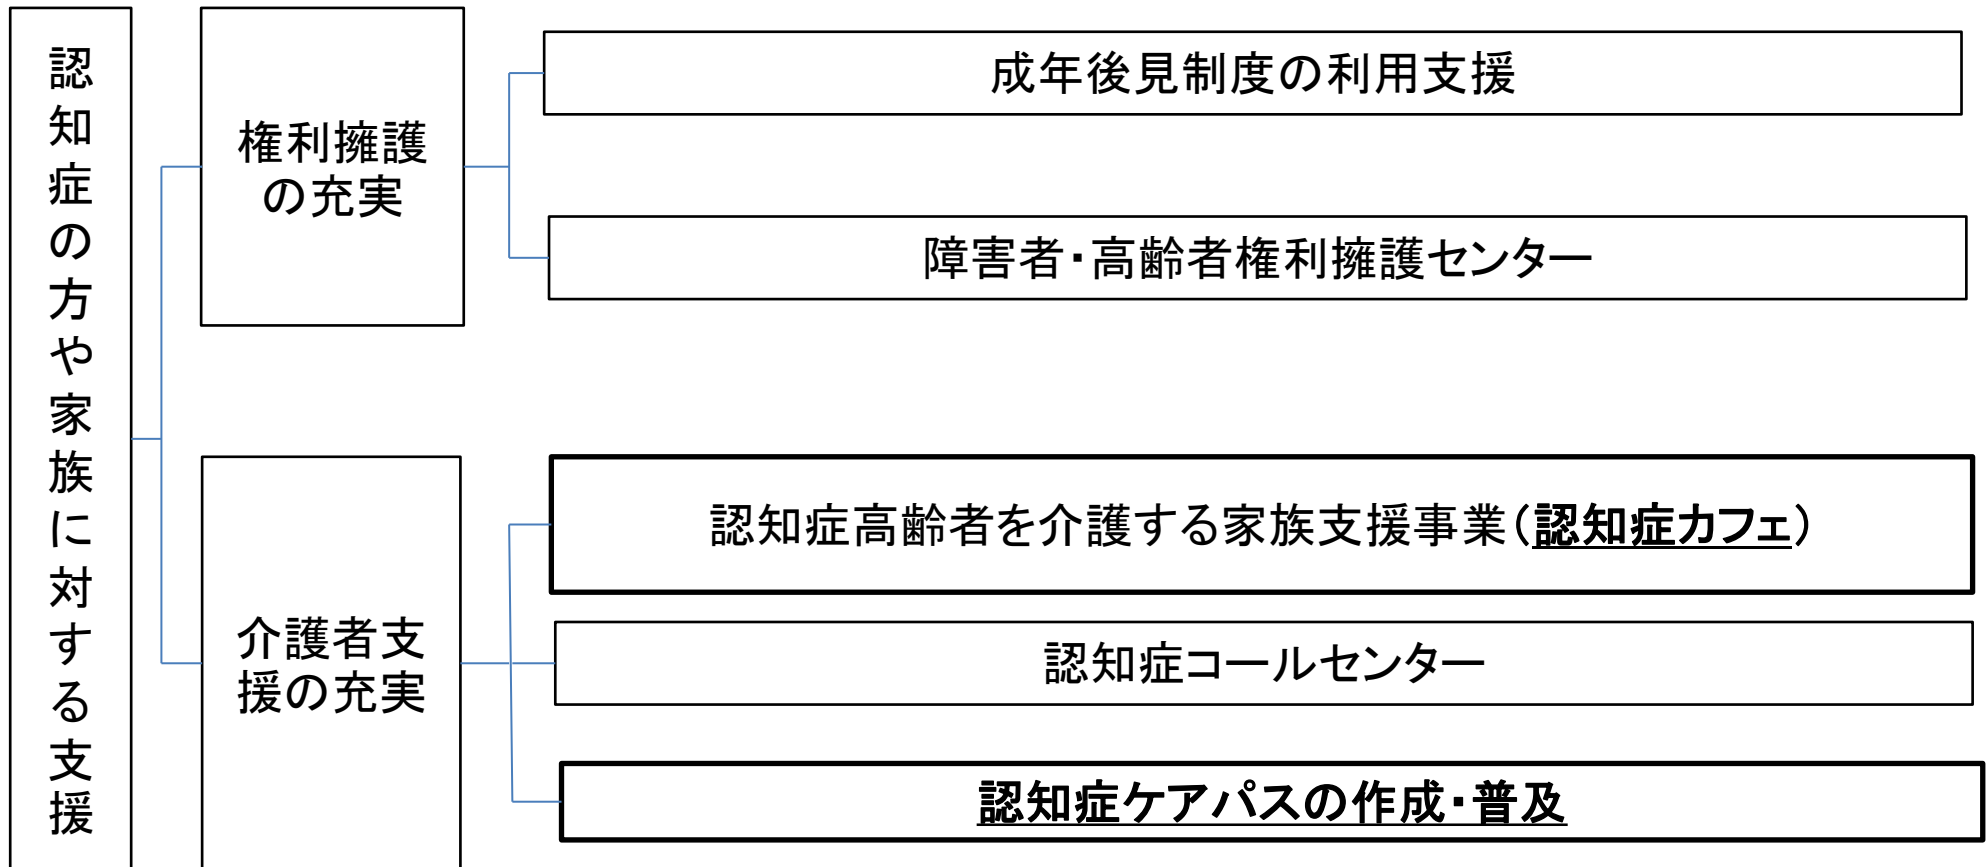 認知症の方や家族に対する支援
権利擁護
の充実
成年後見制度の利用支援
障害者・高齢者権利擁護センター
介護者支
援の充実
認知症高齢者を介護する家族支援事業(認知症カフェ)
認知症コールセンター
認知症ケアパスの作成・普及